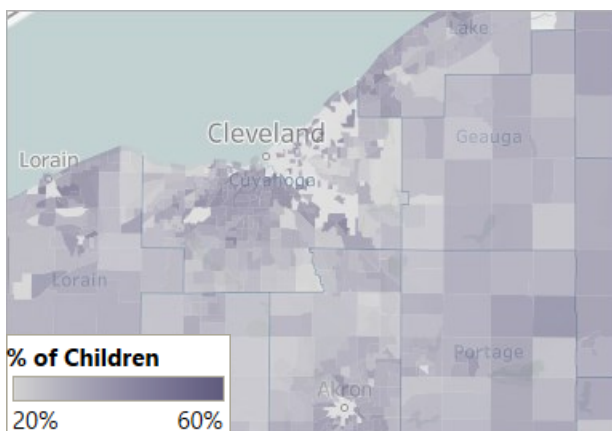 Lake
Cleveland
Geauga
Lorain
Cuyahoga
Lorain
% of Children
Portage
Akron
20% 60%